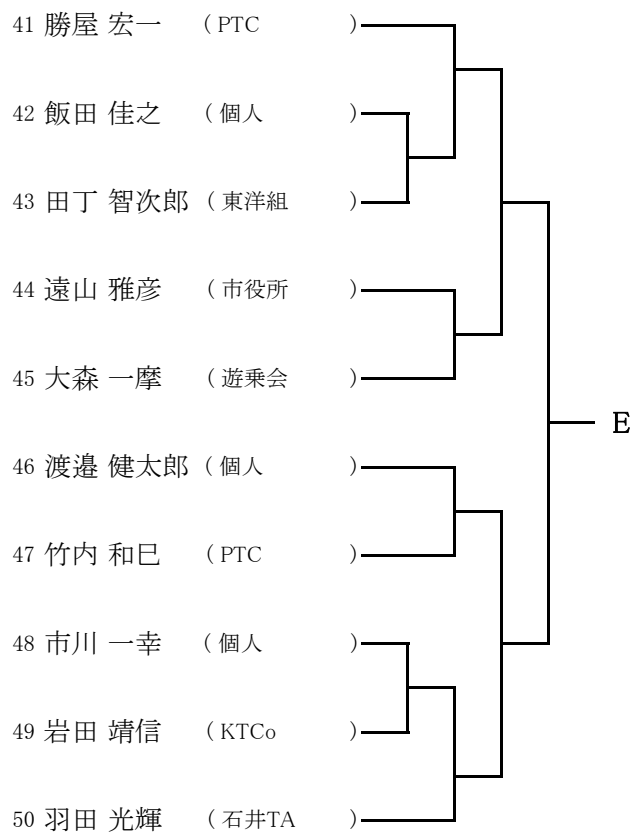 41 勝屋 宏一 ( PTC )
42 飯田 佳之 ( 個人 )
43 田丁 智次郎 ( 東洋組 )
44 遠山 雅彦 ( 市役所 )
45 大森 一摩 ( 遊乗会 )
E
46 渡邉 健太郎 ( 個人 )
47 竹内 和巳 ( PTC )
48 市川 一幸 ( 個人 )
49 岩田 靖信 ( KTCo )
50 羽田 光輝 ( 石井TA )